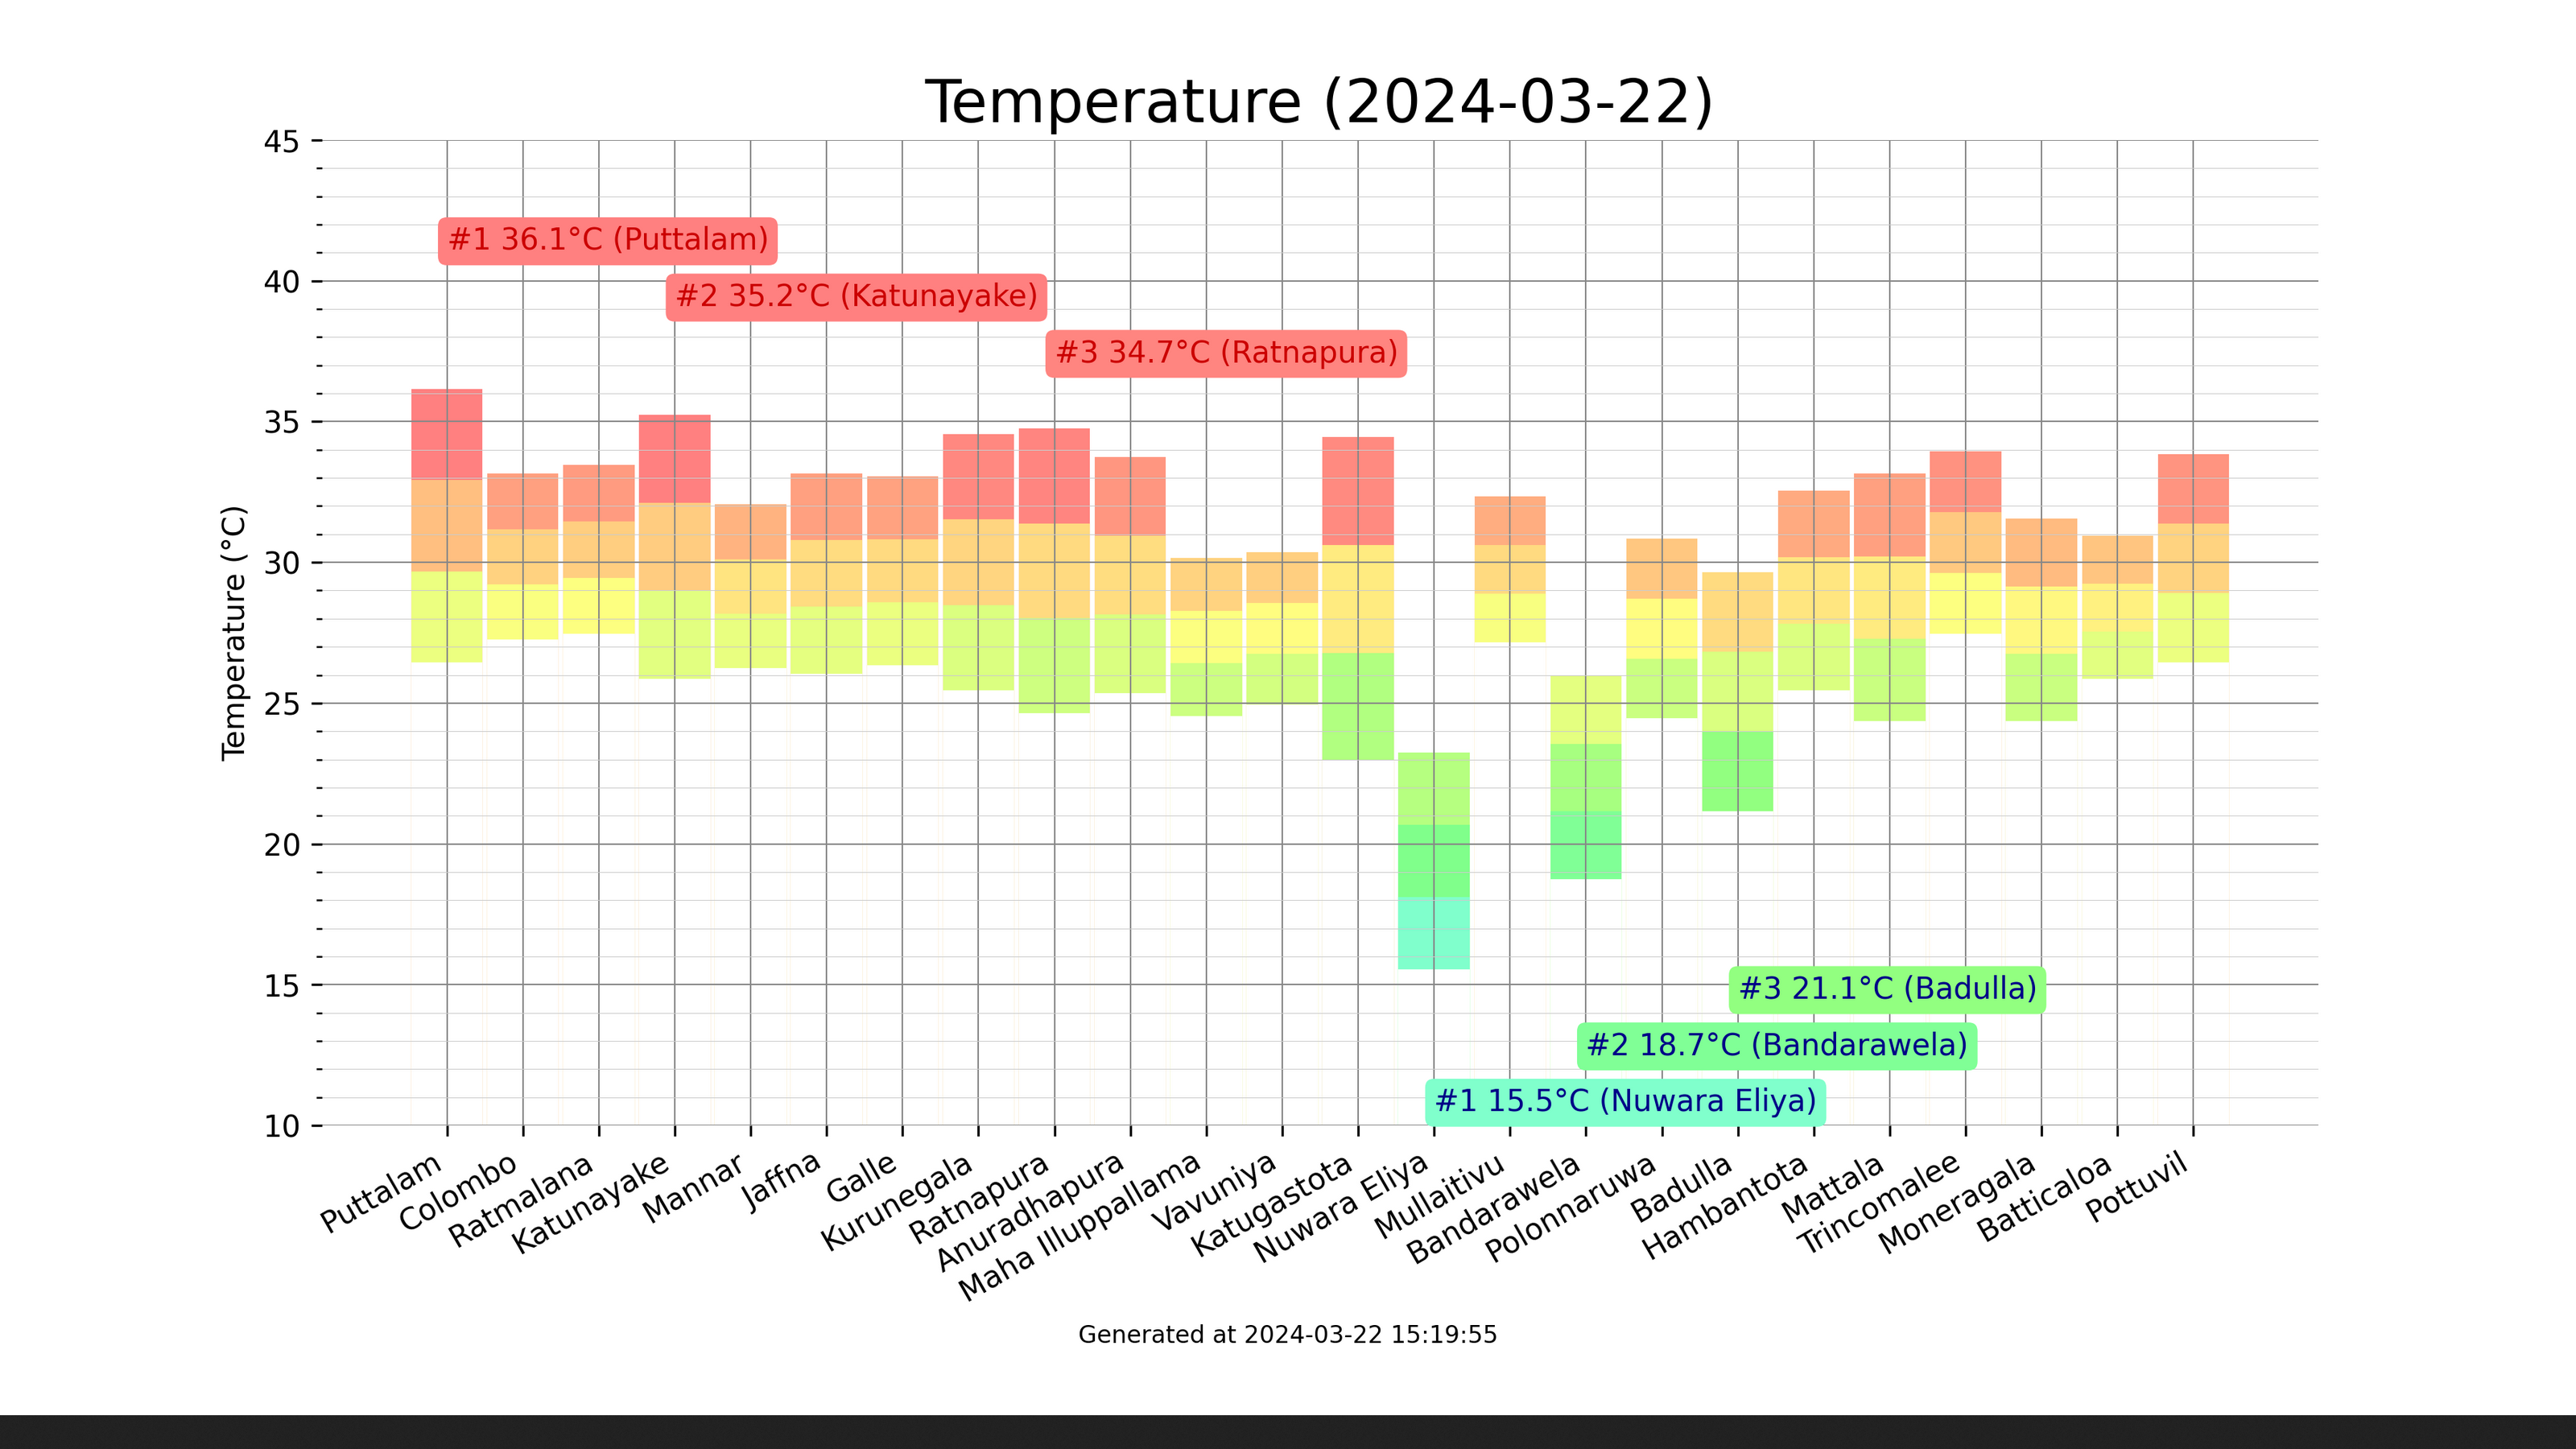 Temperature (2024-03-22)
Temperature (°C)
45
40
35
30
25
20
15
10
#1 36.1°C (Puttalam)
#2 35.2°C (Katunayake)
#3 34.7°C (Ratnapura)
#3 21.1°C (Badulla)
#2 18.7°C (Bandarawela)
#1 15.5°C (Nuwara Eliya)
Puttalam
Colombo
Ratmalana
Katunayake
Mannar
Jaffna
Galle
Kurunegala
Ratnapura
Anuradhapura
Maha Illuppallama
Vavuniya
Katugastota
Nuwara Eliya
Mullaitivu
Bandarawela
Polonnaruwa
Badulla
Hambantota
Mattala
Trincomalee
Moneragala
Batticaloa
Pottuvil
Generated at 2024-03-22 15:19:55